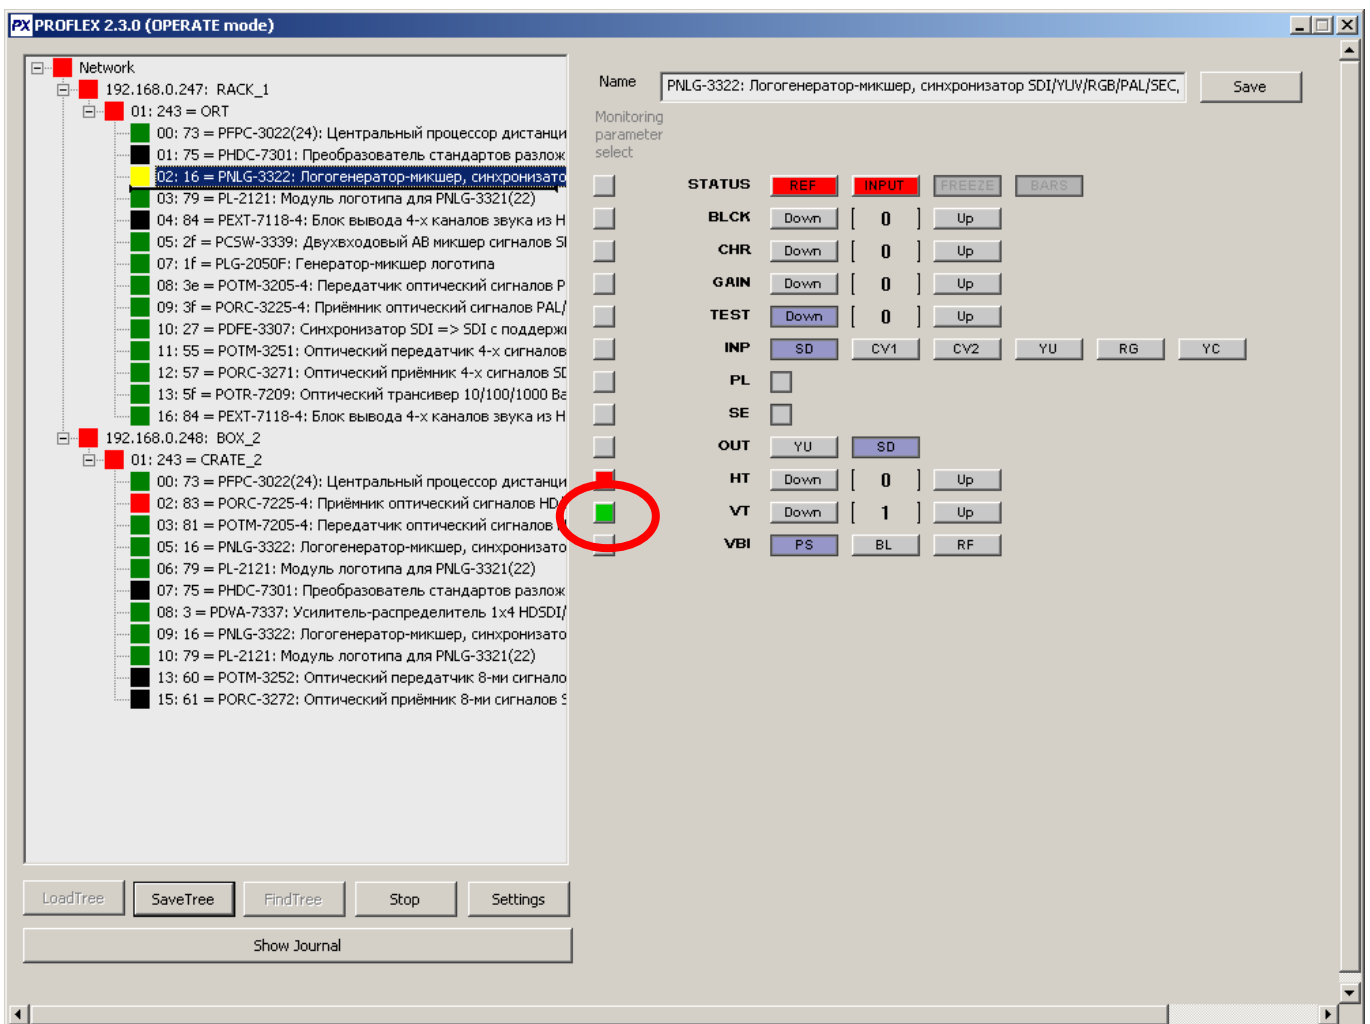 PX PROFLEX 2.3.0 (OPERATE mode)
Network
192.168.0.247: RACK_1
01: 243 = ORT
00: 73 = PFPC-3022(24): Центральный процессор дистанци
01: 75 = PHDC-7301: Преобразователь стандартов разлож
02: 16 = PNLG-3322: Логогенератор-микшер, синхронизато
03: 79 = PL-2121: Модуль логотипа для PNLG-3321(22)
04: 84 = PEXT-7118-4: Блок вывода 4-х каналов звука из H
05: 2f = PCSW-3339: Двухвходовый AB микшер сигналов SI
07: 1f = PLG-2050F: Генератор-микшер логотипа
08: 3e = POTM-3205-4: Передатчик оптический сигналов P
09: 3f = PORC-3225-4: Приёмник оптический сигналов PAL/
10: 27 = PDFE-3307: Синхронизатор SDI => SDI с поддержк
11: 55 = POTM-3251: Оптический передатчик 4-х сигналов
12: 57 = PORC-3271: Оптический приёмник 4-х сигналов SD
13: 5f = POTR-7209: Оптический трансивер 10/100/1000 Ba
16: 84 = PEXT-7118-4: Блок вывода 4-х каналов звука из H
192.168.0.248: BOX_2
01: 243 = CRATE_2
00: 73 = PFPC-3022(24): Центральный процессор дистанци
02: 83 = PORC-7225-4: Приёмник оптический сигналов HD
03: 81 = POTM-7205-4: Передатчик оптический сигналов
05: 16 = PNLG-3322: Логогенератор-микшер, синхронизато
06: 79 = PL-2121: Модуль логотипа для PNLG-3321(22)
07: 75 = PHDC-7301: Преобразователь стандартов разлож
08: 3 = PDVA-7337: Усилитель-распределитель 1x4 HDSDI/
09: 16 = PNLG-3322: Логогенератор-микшер, синхронизато
10: 79 = PL-2121: Модуль логотипа для PNLG-3321(22)
13: 60 = POTM-3252: Оптический передатчик 8-ми сигнало
15: 61 = PORC-3272: Оптический приёмник 8-ми сигналов S
LoadTree SaveTree FindTree Stop Settings
Show Journal
Name PNLG-3322: Логогенератор-микшер, синхронизатор SDI/YUV/RGB/PAL/SEC, Save
Monitoring
parameter
select
STATUS REF INPUT FREEZE BARS
BLCK Down [ 0 ] Up
CHR Down [ 0 ] Up
GAIN Down [ 0 ] Up
TEST Down [ 0 ] Up
INP SD CV1 CV2 YU RG YC
PL
SE
OUT YU SD
HT Down [ 0 ] Up
VT Down [ 1 ] Up
VBI PS BL RF